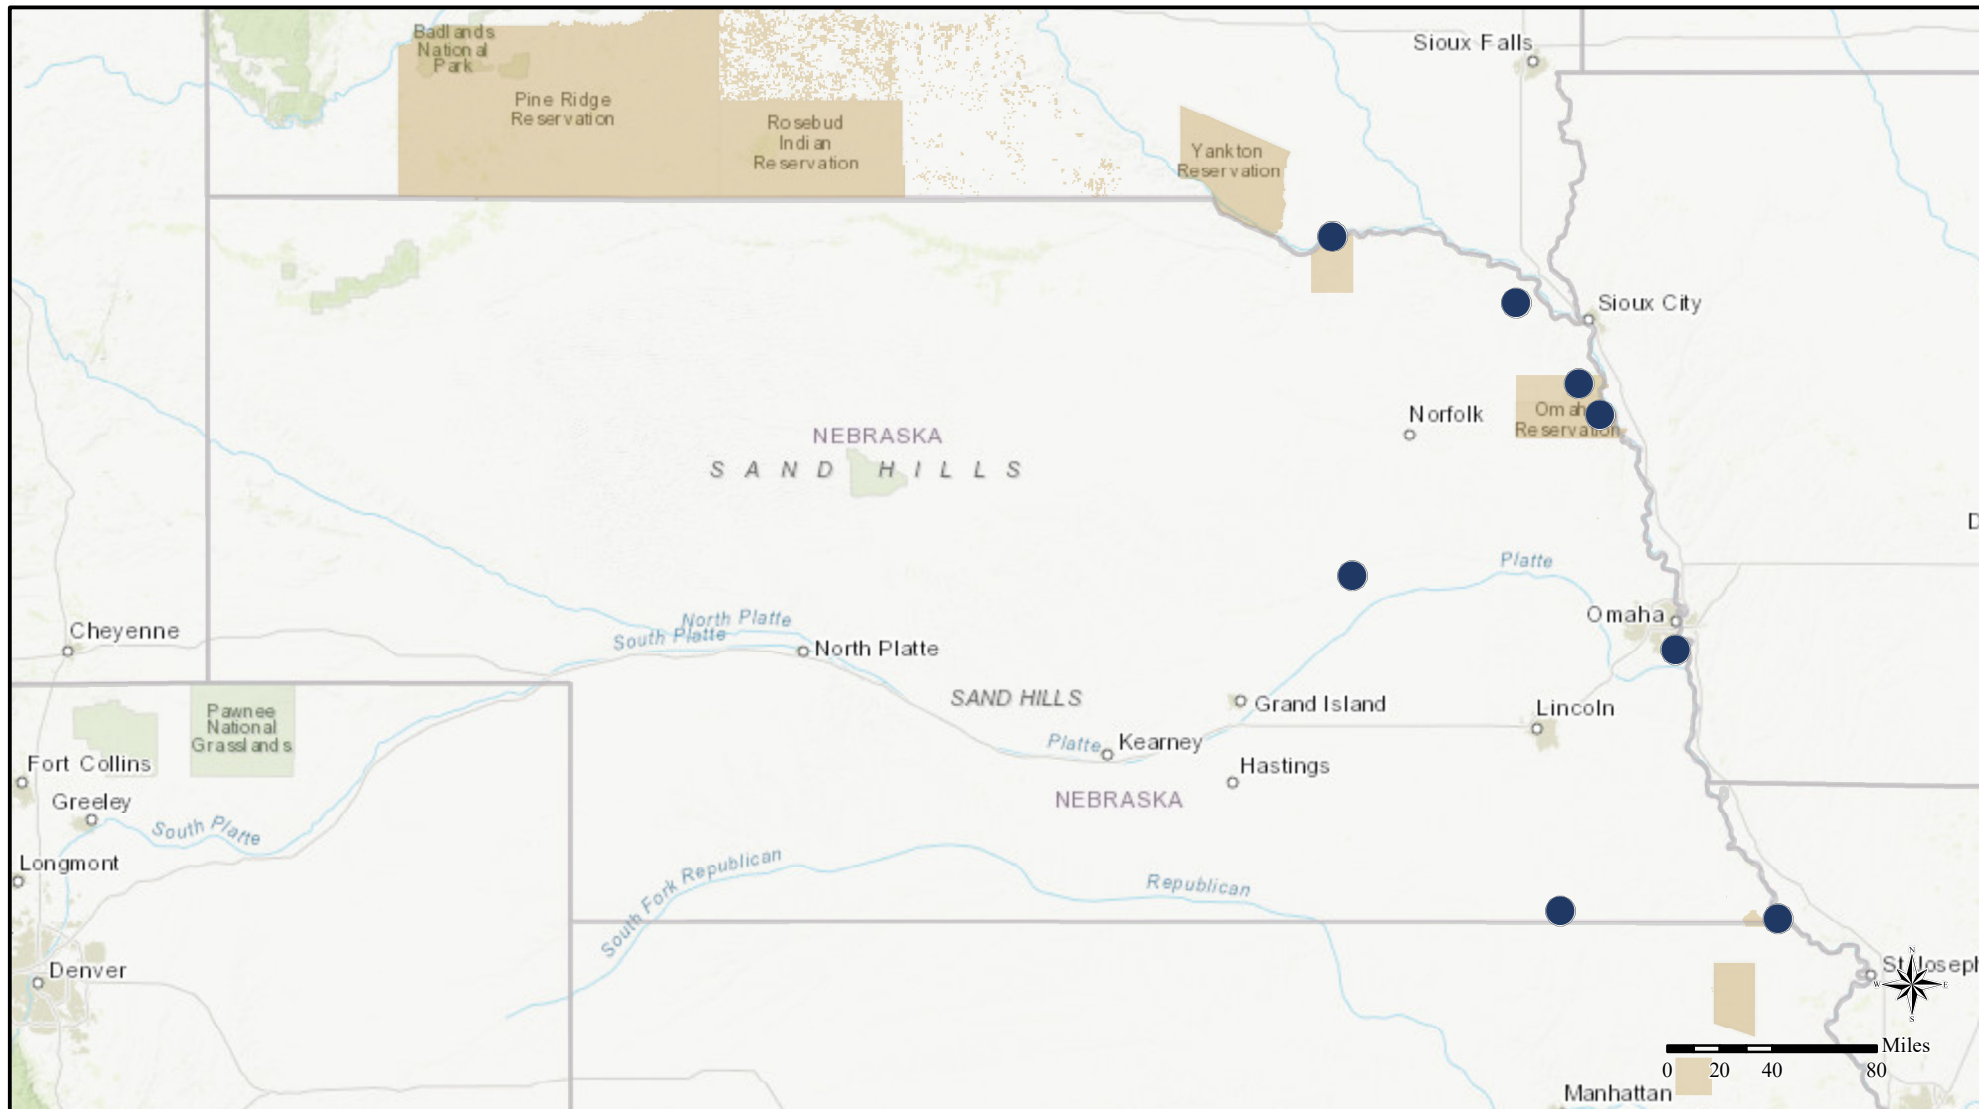 Badlands
National
Park
Sioux Falls
Pine Ridge
Reservation
Rosebud
Indian
Reservation
Yankton
Reservation
Sioux City
Norfolk
Omah
Reservation
NEBRASKA
SAND HILLS
D
Platte
Omaha
Cheyenne
North Platte
South Platte
North Platte
SAND HILLS
Grand Island
Lincoln
Pawnee
National
Grasslands
Platte
Kearney
Hastings
Fort Collins
NEBRASKA
Greeley
South Platte
Longmont
South Fork Republican
Republican
Denver
St Joseph
N
W
E
S
Miles
0 20 40 80
Manhattan